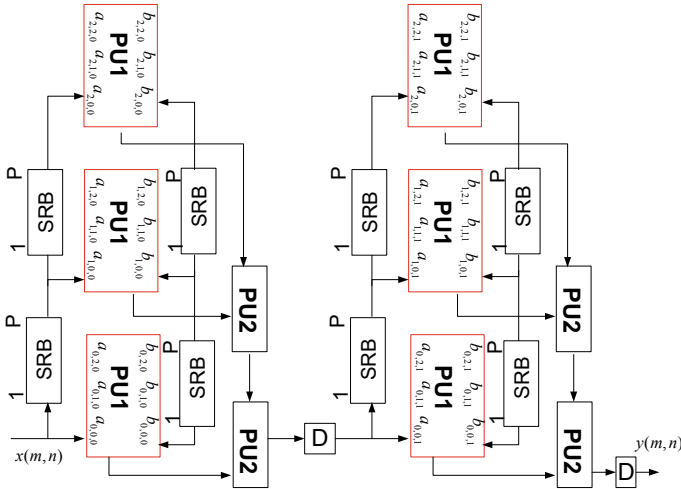 b2,2,0 b2,1,0 b2,0,0
PU1
a2,2,0 a2,1,0 a2,0,0
b2,2,1 b2,1,1 b2,0,1
PU1
a2,2,1 a2,1,1 a2,0,1
1 P
SRB
b1,2,0 b1,1,0 b1,0,0
PU1
a1,2,0 a1,1,0 a1,0,0
1 P
SRB
1 P
SRB
b1,2,1 b1,1,1 b1,0,1
PU1
a1,2,1 a1,1,1 a1,0,1
1 P
SRB
PU2
PU2
1 P
SRB
b0,2,0 b0,1,0 b0,0,0
PU1
a0,2,0 a0,1,0 a0,0,0
1 P
SRB
1 P
SRB
b0,2,1 b0,1,1 b0,0,1
PU1
a0,2,1 a0,1,1 a0,0,1
1 P
SRB
x(m,n)
PU2
D
PU2
D
y(m,n)